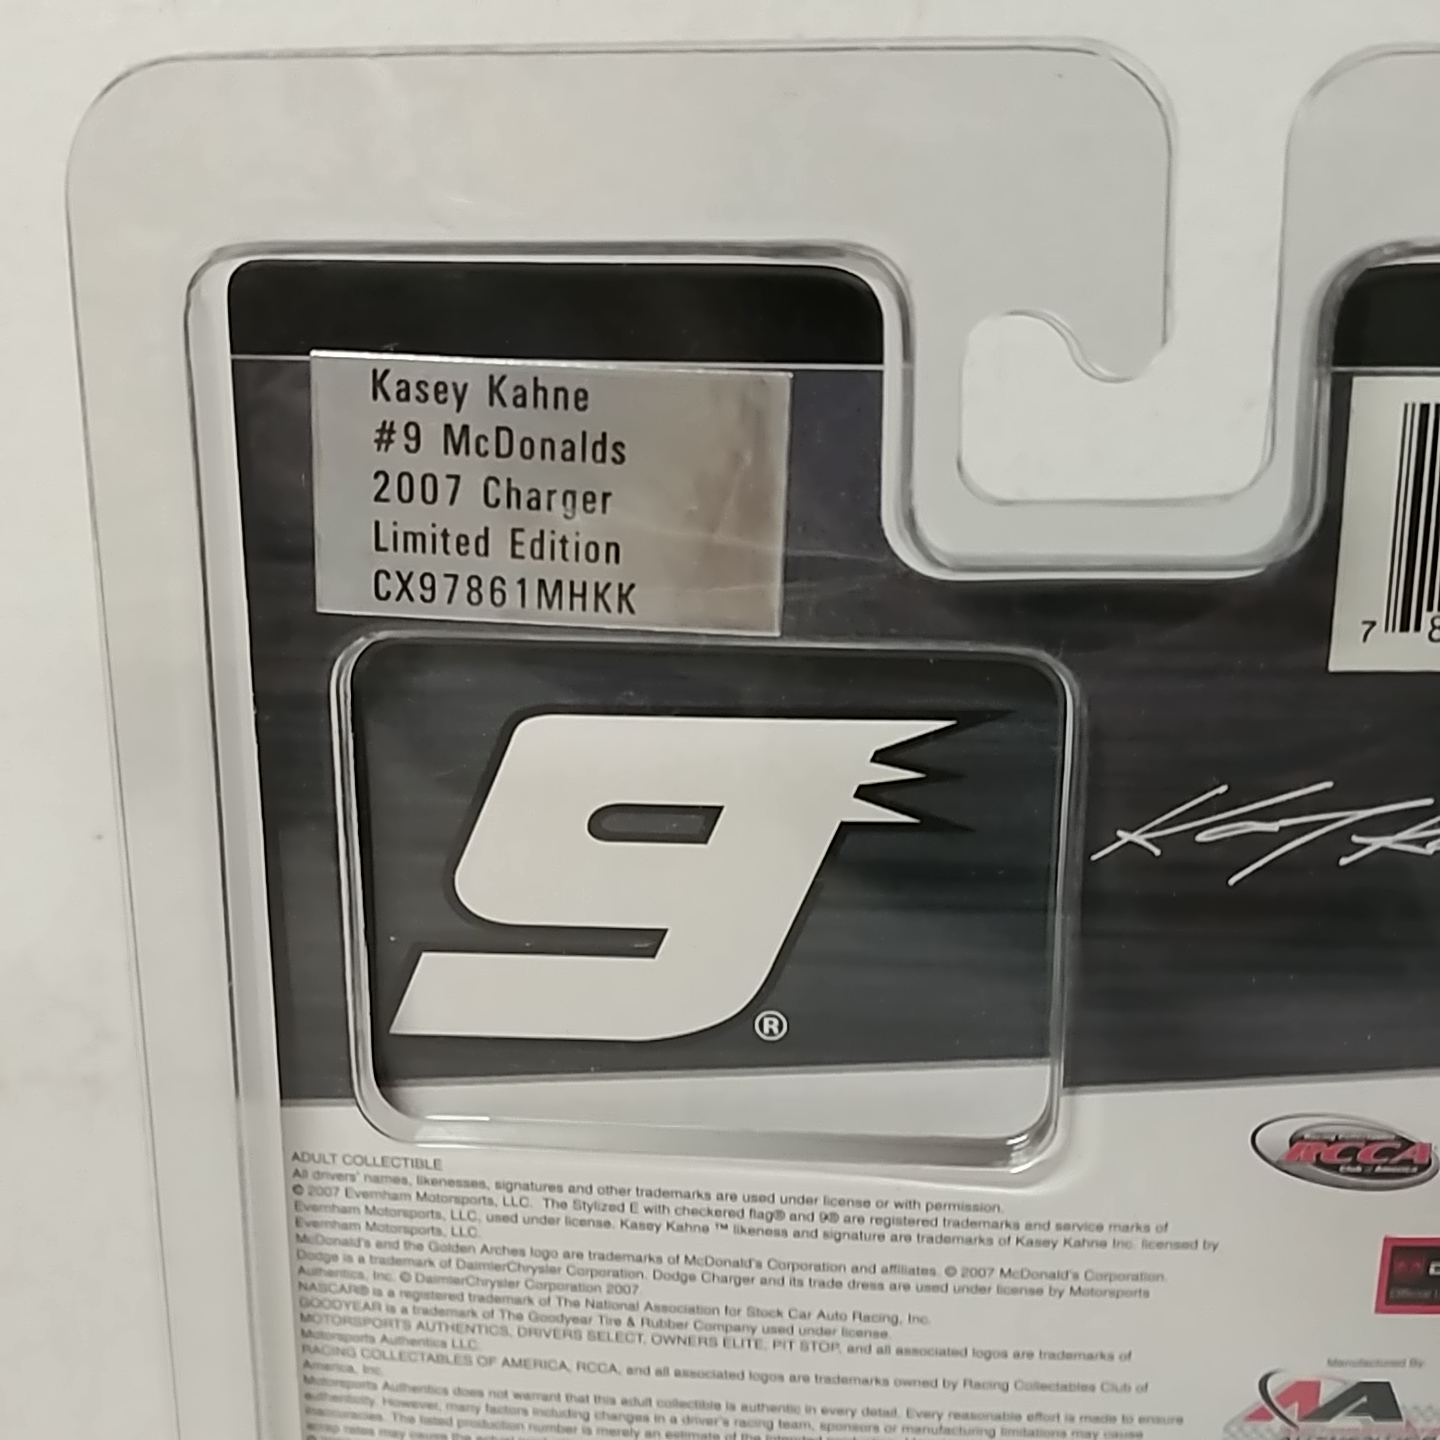 Kasey Kahne
#9 McDonalds
2007 Charger
Limited Edition
CX97861MHKK
7 8
9
®
Kasey
RCCA
ADULT COLLECTIBLE
All drivers' names, likenesses, signatures and other trademarks are used under license or with permission.
© 2007 Evernham Motorsports, LLC. The Stylized E with checkered flag® and 9® are registered trademarks and service marks of
Evernham Motorsports, LLC, used under license. Kasey Kahne ™ likeness and signature are trademarks of Kasey Kahne Inc. licensed by
Evernham Motorsports, LLC.
McDonald's and the Golden Arches logo are trademarks of McDonald's Corporation and affiliates. © 2007 McDonald's Corporation.
Dodge is a trademark of DaimlerChrysler Corporation. Dodge Charger and its trade dress are used under license by Motorsports
Authentics, Inc. © DaimlerChrysler Corporation 2007.
NASCAR® is a registered trademark of The National Association for Stock Car Auto Racing, Inc.
GOODYEAR is a trademark of The Goodyear Tire & Rubber Company used under license.
MOTORSPORTS AUTHENTICS, DRIVERS SELECT, OWNERS ELITE, PIT STOP, and all associated logos are trademarks of
Motorsports Authentics LLC.
RACING COLLECTABLES OF AMERICA, RCCA, and all associated logos are trademarks owned by Racing Collectables Club of
America, Inc.
Motorsports Authentics does not warrant that this adult collectible is authentic in every detail. Every reasonable effort is made to ensure
authenticity. However, many factors including changes in a driver's racing team, sponsors or manufacturing limitations may cause
inaccuracies. The listed production number is merely an estimate of the intended
Manufactured By